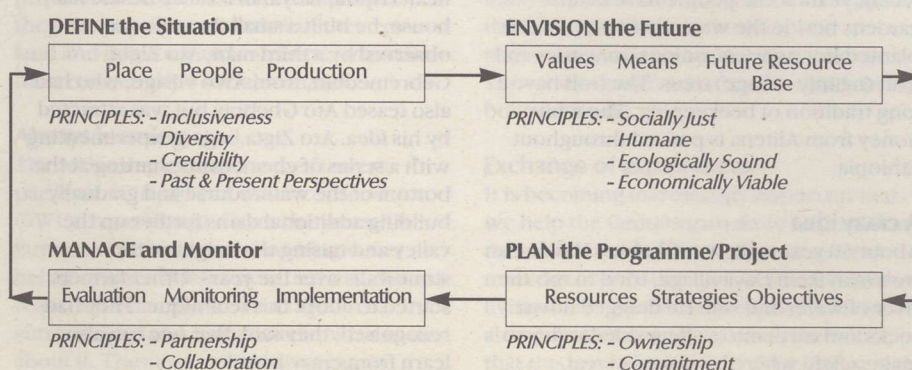 DEFINE the Situation
Place People Production
PRINCIPLES: - Inclusiveness
- Diversity
- Credibility
- Past & Present Perspectives
ENVISION the Future
Values Means Future Resource
Base
PRINCIPLES: - Socially Just
- Humane
- Ecologically Sound
- Economically Viable
MANAGE and Monitor
Evaluation Monitoring Implementation
PRINCIPLES: - Partnership
- Collaboration
PLAN the Programme/Project
Resources Strategies Objectives
PRINCIPLES: - Ownership
- Commitment